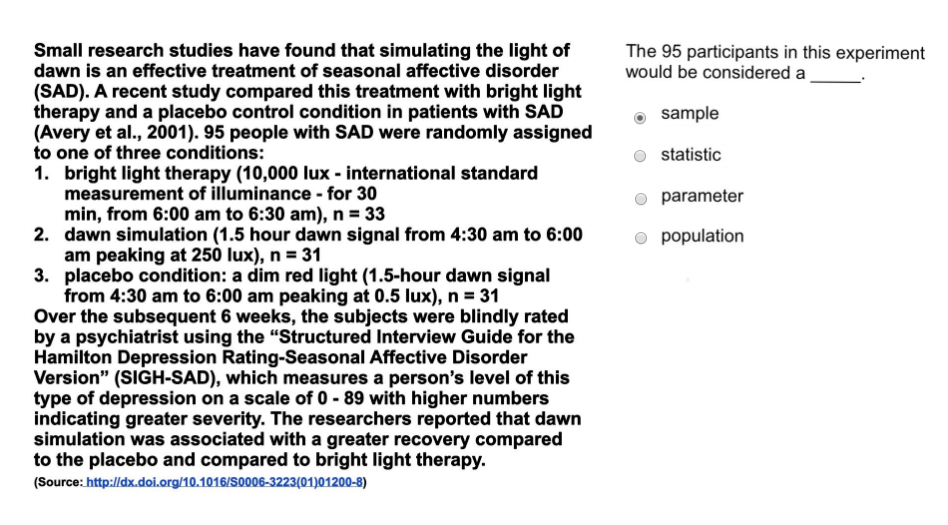 Small research studies have found that simulating the light of
dawn is an effective treatment of seasonal affective disorder
(SAD). A recent study compared this treatment with bright light
therapy and a placebo control condition in patients with SAD
(Avery et al., 2001). 95 people with SAD were randomly assigned
to one of three conditions:
1. bright light therapy (10,000 lux - international standard
measurement of illuminance - for 30
min, from 6:00 am to 6:30 am), n = 33
2. dawn simulation (1.5 hour dawn signal from 4:30 am to 6:00
am peaking at 250 lux), n = 31
3. placebo condition: a dim red light (1.5-hour dawn signal
from 4:30 am to 6:00 am peaking at 0.5 lux), n = 31
Over the subsequent 6 weeks, the subjects were blindly rated
by a psychiatrist using the “Structured Interview Guide for the
Hamilton Depression Rating-Seasonal Affective Disorder
Version” (SIGH-SAD), which measures a person’s level of this
type of depression on a scale of 0 - 89 with higher numbers
indicating greater severity. The researchers reported that dawn
simulation was associated with a greater recovery compared
to the placebo and compared to bright light therapy.
(Source: http://dx.doi.org/10.1016/S0006-3223(01)01200-8)
The 95 participants in this experiment
would be considered a ______.
sample
statistic
parameter
population